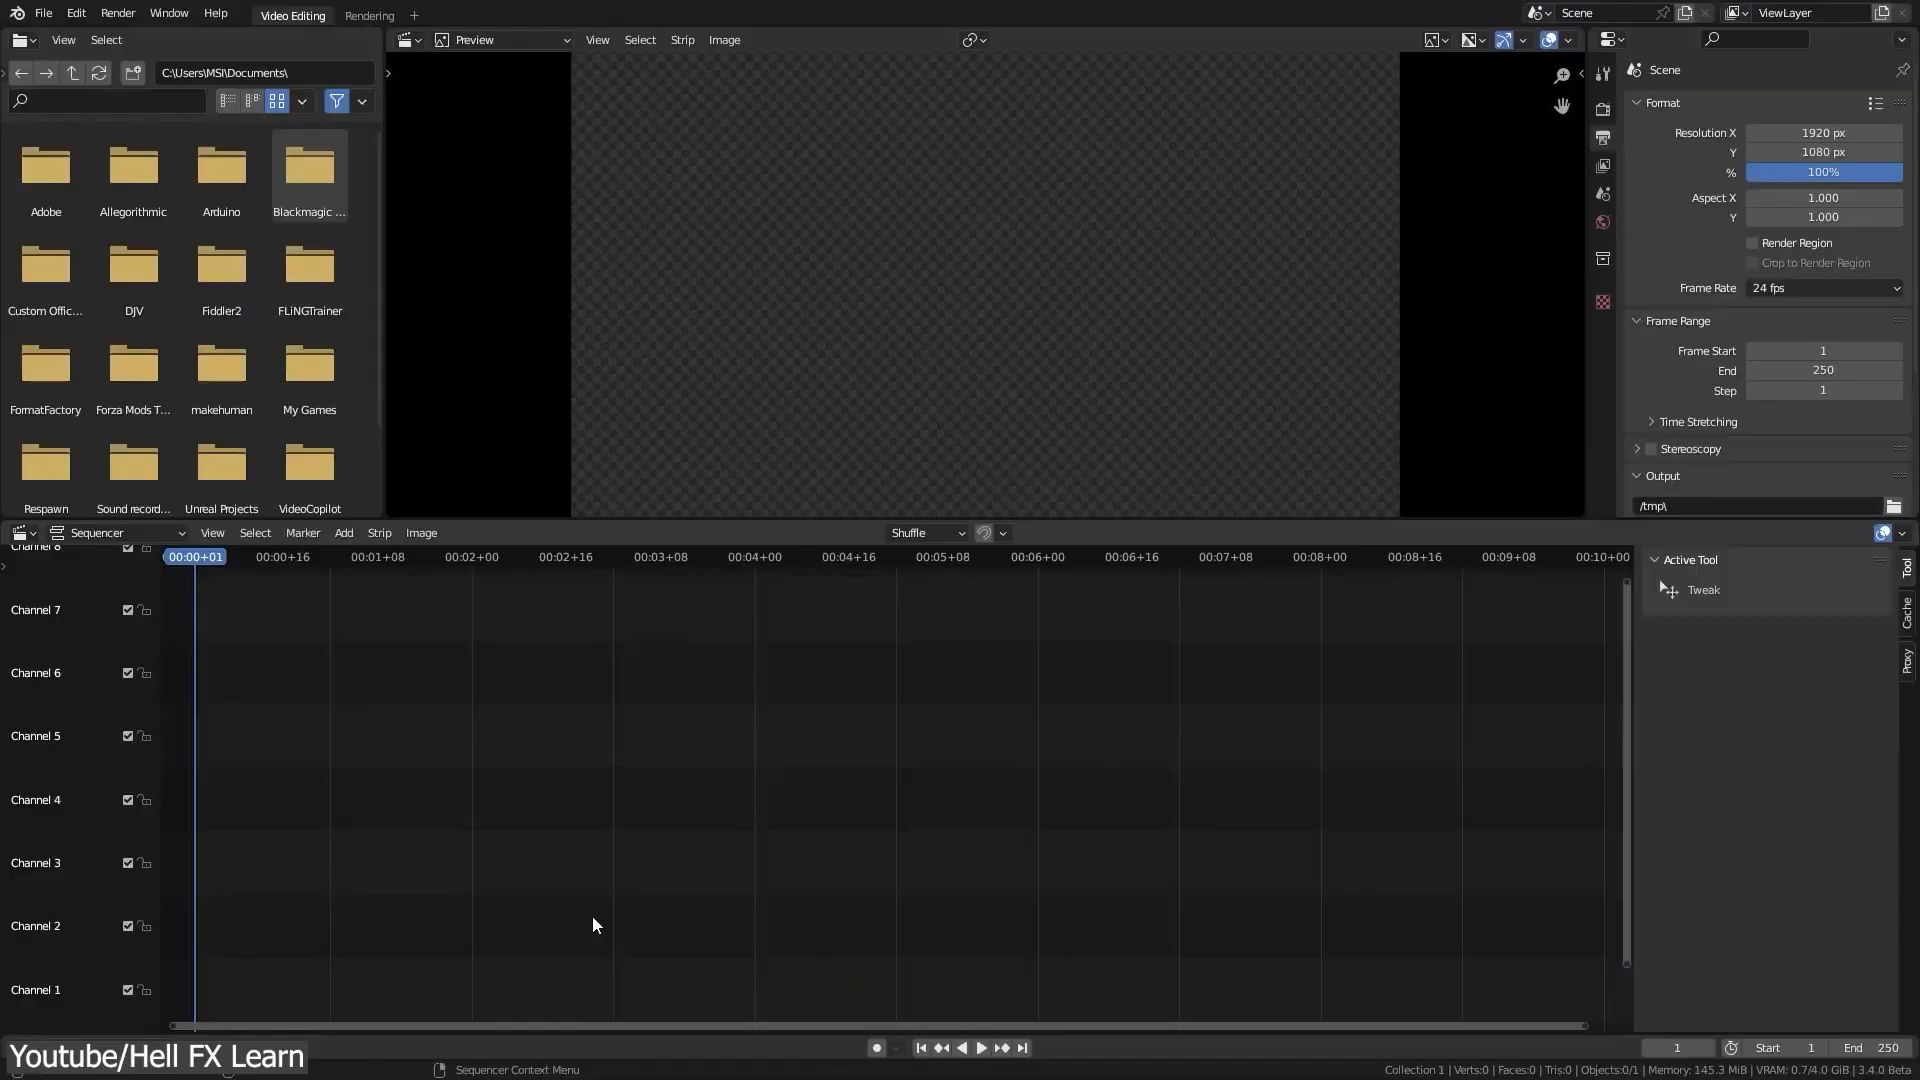 File Edit Render Window Help Video Editing Rendering + Scene ViewLayer
View Select
Preview View Select Strip Image
C:\Users\MSI\Documents\
Adobe Allegorithmic Arduino Blackmagic ...
Custom Offic... DJV Fiddler2 FLiNGTrainer
FormatFactory Forza Mods T... makehuman My Games
Respawn Sound record... Unreal Projects VideoCopilot
Scene
Format
Resolution X 1920 px
Y 1080 px
% 100%
Aspect X 1.000
Y 1.000
Render Region
Crop to Render Region
Frame Rate 24 fps
Frame Range
Frame Start 1
End 250
Step 1
Time Stretching
Stereoscopy
Output
/tmp\
Sequencer View Select Marker Add Strip Image Shuffle
00:00+01 00:00+16 00:01+08 00:02+00 00:02+16 00:03+08 00:04+00 00:04+16 00:05+08 00:06+00 00:06+16 00:07+08 00:08+00 00:08+16 00:09+08 00:10+00
Channel 8
Channel 7
Channel 6
Channel 5
Channel 4
Channel 3
Channel 2
Channel 1
Active Tool
Tweak
Tool
Cache
Proxy
1 Start 1 End 250
Youtube/Hell FX Learn
Sequencer Context Menu
Collection 1 | Verts:0 | Faces:0 | Tris:0 | Objects:0/1 | Memory: 145.3 MiB | VRAM: 0.7/4.0 GiB | 3.4.0 Beta